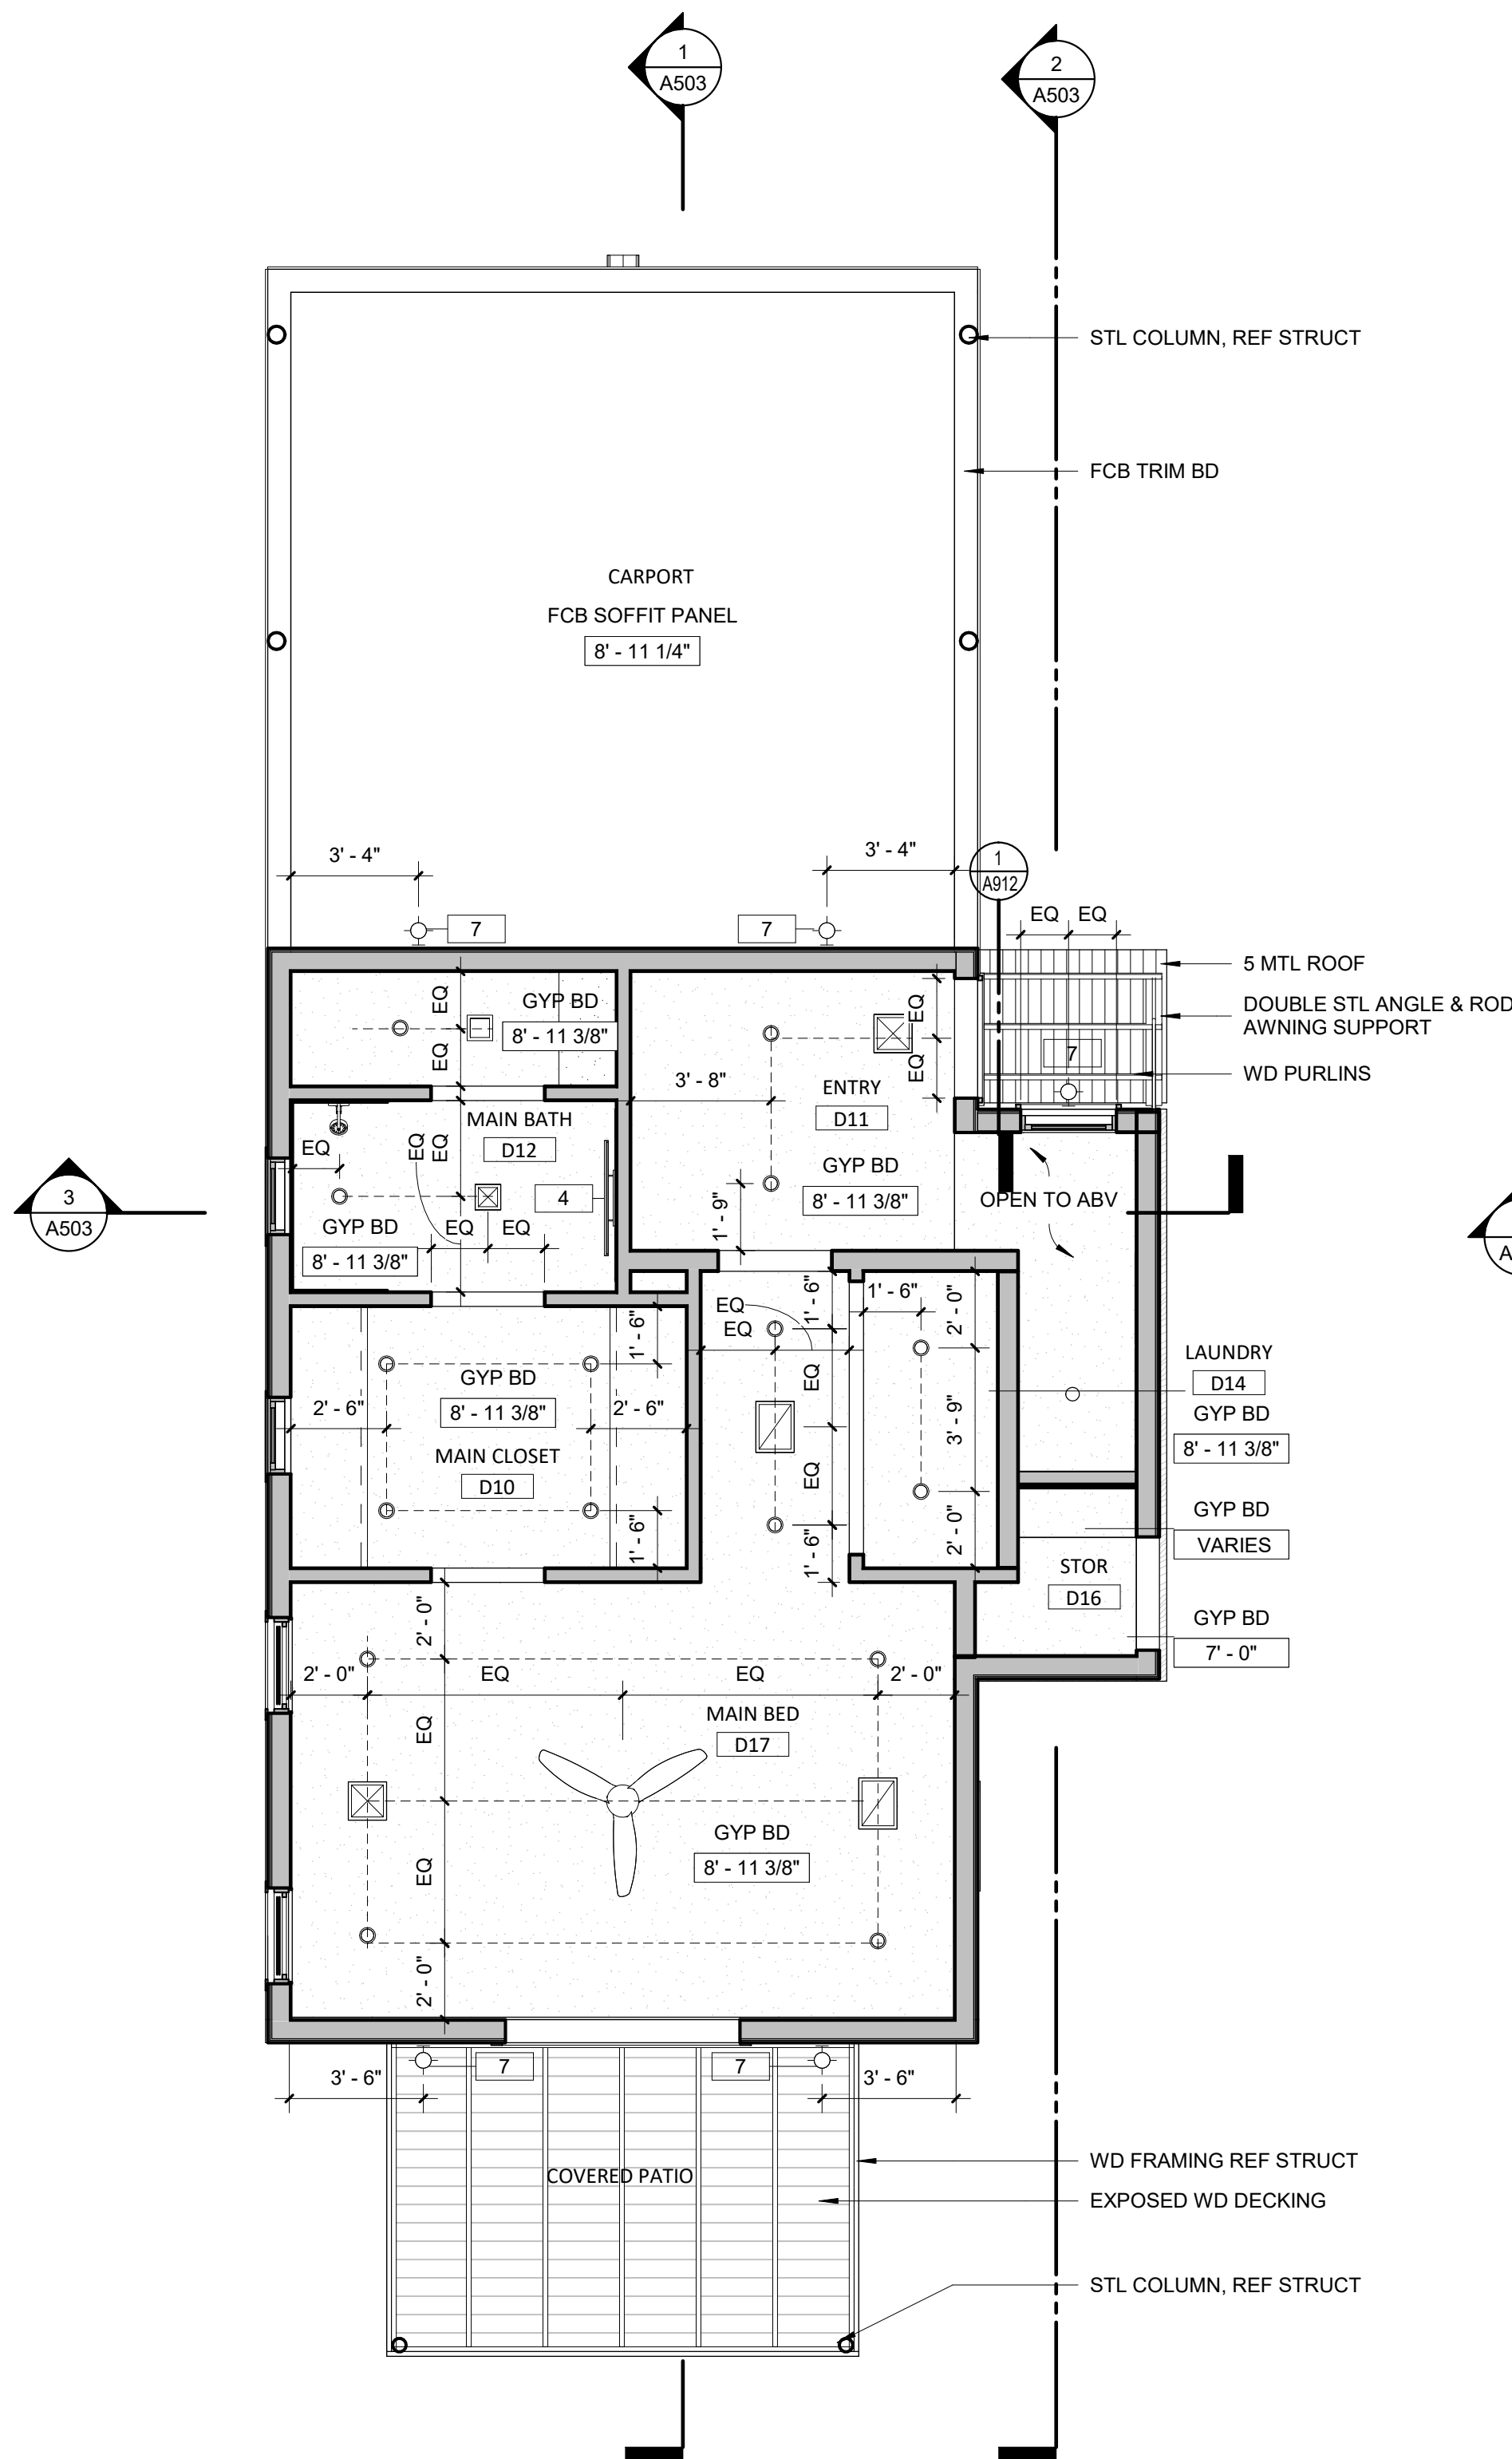 1
A503
2
A503
STL COLUMN, REF STRUCT
FCB TRIM BD
CARPORT
FCB SOFFIT PANEL
8' - 11 1/4"
3' - 4"
3' - 4"
1
A912
7
7
EQ
EQ
5 MTL ROOF
DOUBLE STL ANGLE & ROD
AWNING SUPPORT
7
WD PURLINS
EQ
EQ
GYP BD
8' - 11 3/8"
EQ
EQ
3' - 8"
ENTRY
D11
GYP BD
8' - 11 3/8"
1' - 9"
MAIN BATH
D12
EQ
EQ
EQ
4
GYP BD
8' - 11 3/8"
EQ
EQ
OPEN TO ABV
3
A503
A
EQ
EQ
1' - 6"
EQ
EQ
1' - 6"
1' - 6"
2' - 0"
3' - 9"
2' - 0"
1' - 6"
GYP BD
8' - 11 3/8"
2' - 6"
2' - 6"
MAIN CLOSET
D10
1' - 6"
LAUNDRY
D14
GYP BD
8' - 11 3/8"
GYP BD
VARIES
STOR
D16
GYP BD
7' - 0"
2' - 0"
2' - 0"
EQ
EQ
2' - 0"
EQ
MAIN BED
D17
GYP BD
8' - 11 3/8"
EQ
2' - 0"
7
7
3' - 6"
3' - 6"
COVERED PATIO
WD FRAMING REF STRUCT
EXPOSED WD DECKING
STL COLUMN, REF STRUCT